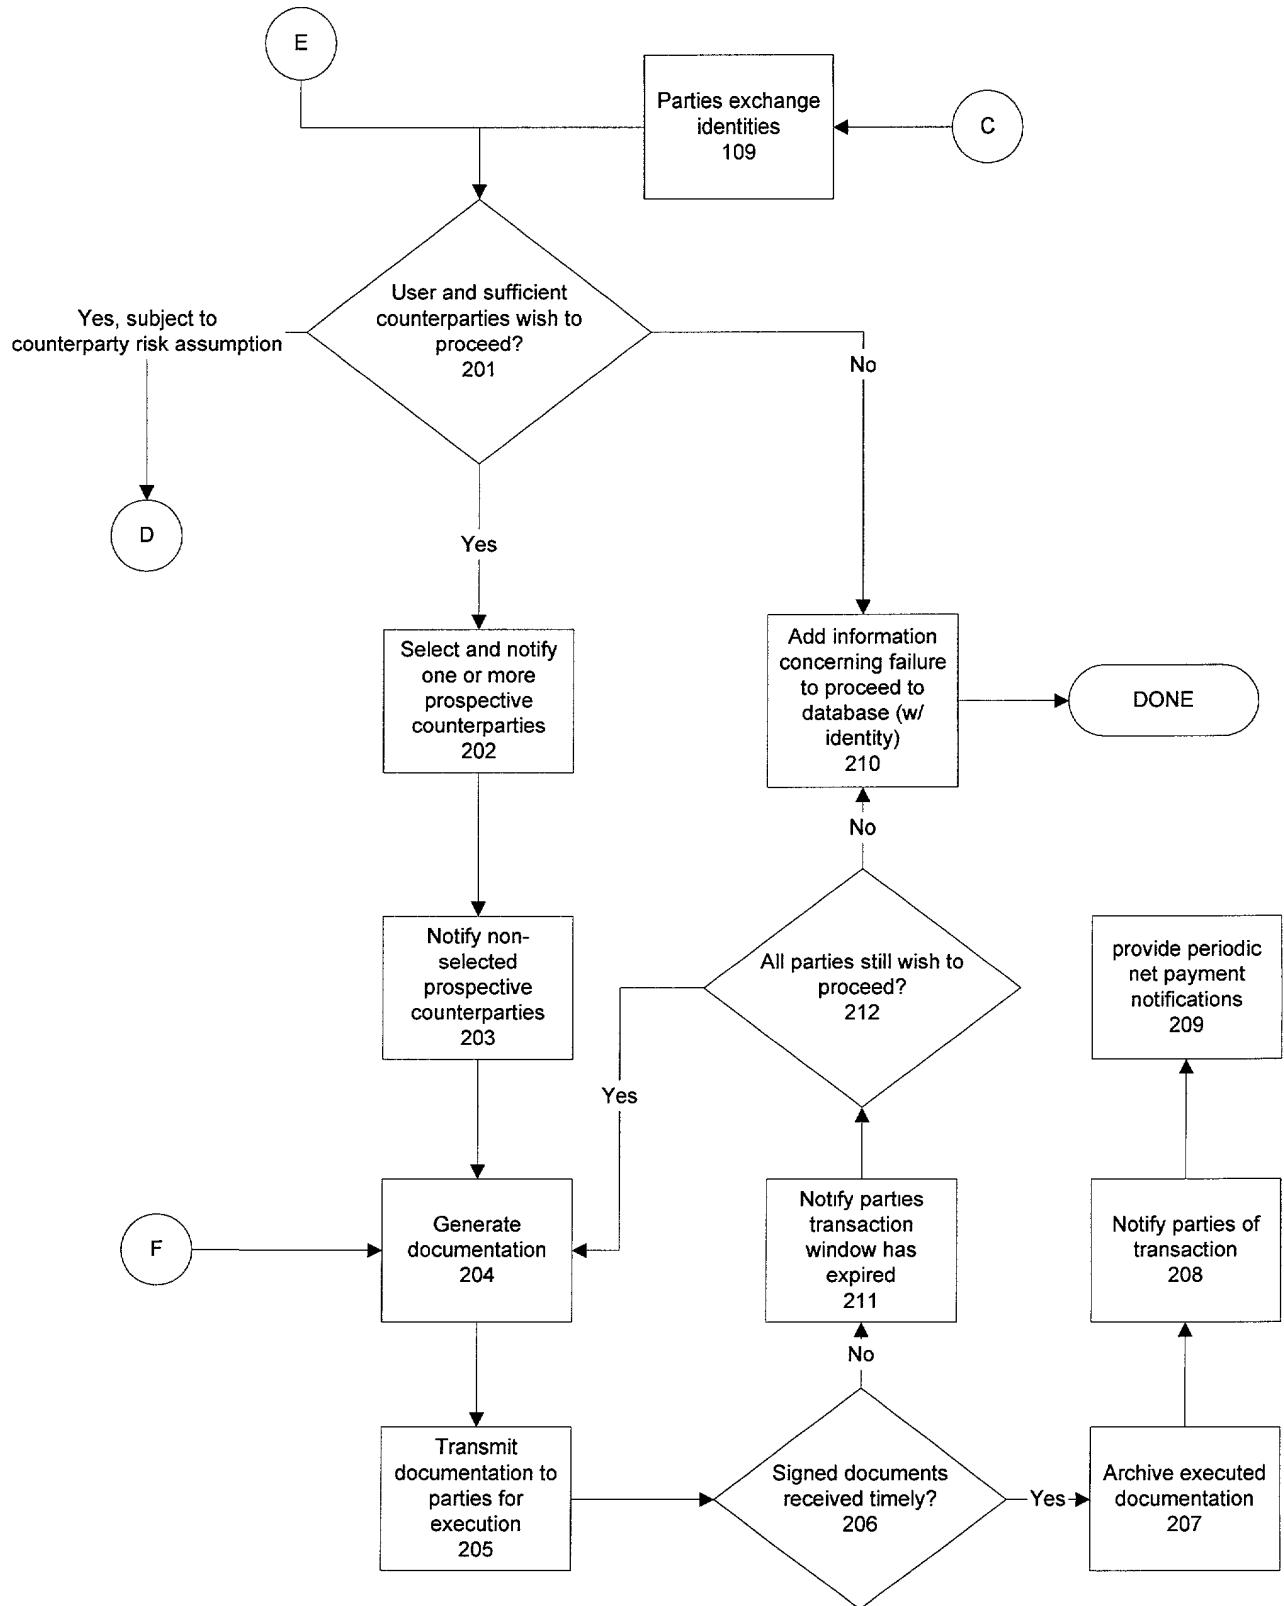 E
Parties exchange
identities
109
C
User and sufficient
counterparties wish to
proceed?
201
Yes, subject to
counterparty risk assumption
No
D
Yes
Select and notify
one or more
prospective
counterparties
202
Add information
concerning failure
to proceed to
database (w/
identity)
210
DONE
No
Notify non-
selected
prospective
counterparties
203
All parties still wish to
proceed?
212
provide periodic
net payment
notifications
209
Yes
F
Generate
documentation
204
Notify parties
transaction
window has
expired
211
Notify parties of
transaction
208
No
Transmit
documentation to
parties for
execution
205
Signed documents
received timely?
206
Yes
Archive executed
documentation
207